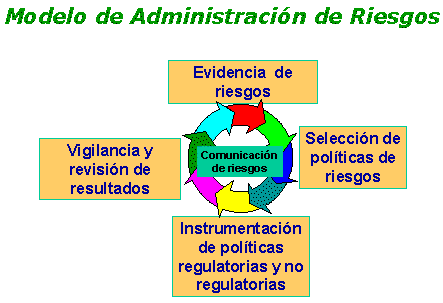 Modelo de Administración de Riesgos
Evidencia de
riesgos
Selección de
políticas de
riesgos
Vigilancia y
revisión de
resultados
Comunicación
de riesgos
Instrumentación
de políticas
regulatorias y no
regulatorias